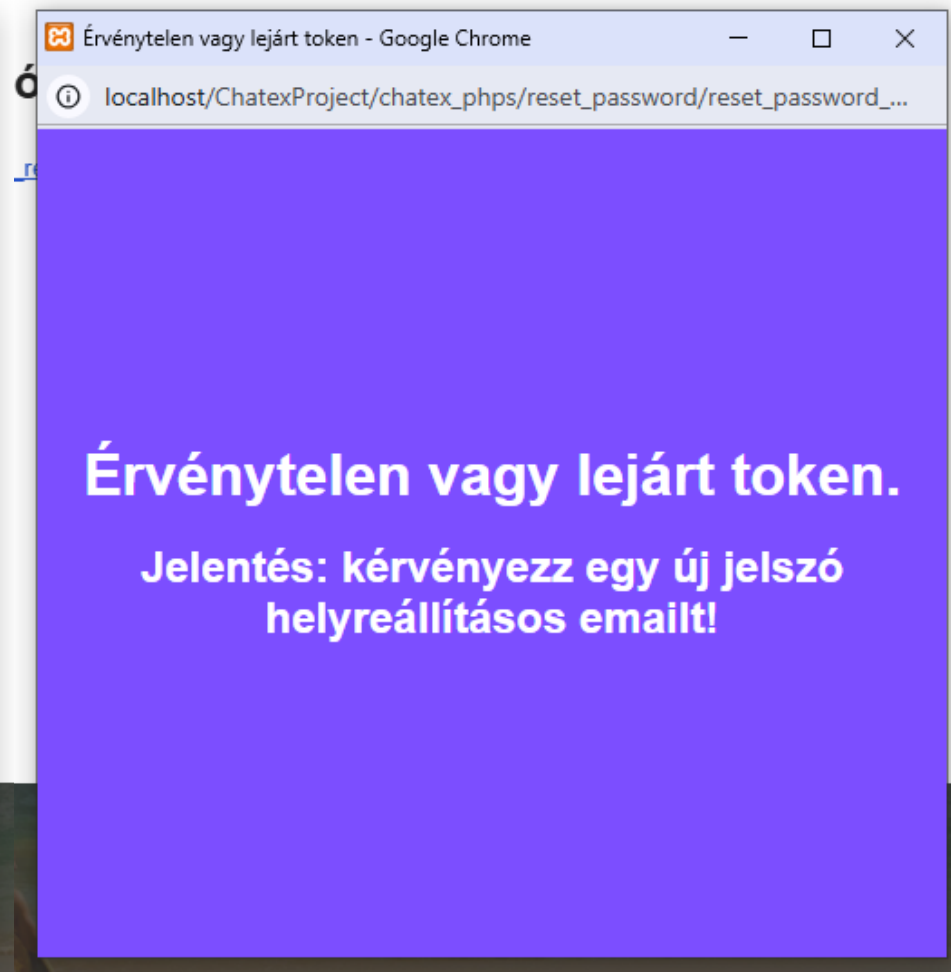 Érvénytelen vagy lejárt token - Google Chrome
localhost/ChatexProject/chatex_phps/reset_password/reset_password_...
Érvénytelen vagy lejárt token.
Jelentés: kérvényezz egy új jelszó
helyreállításos emailt!